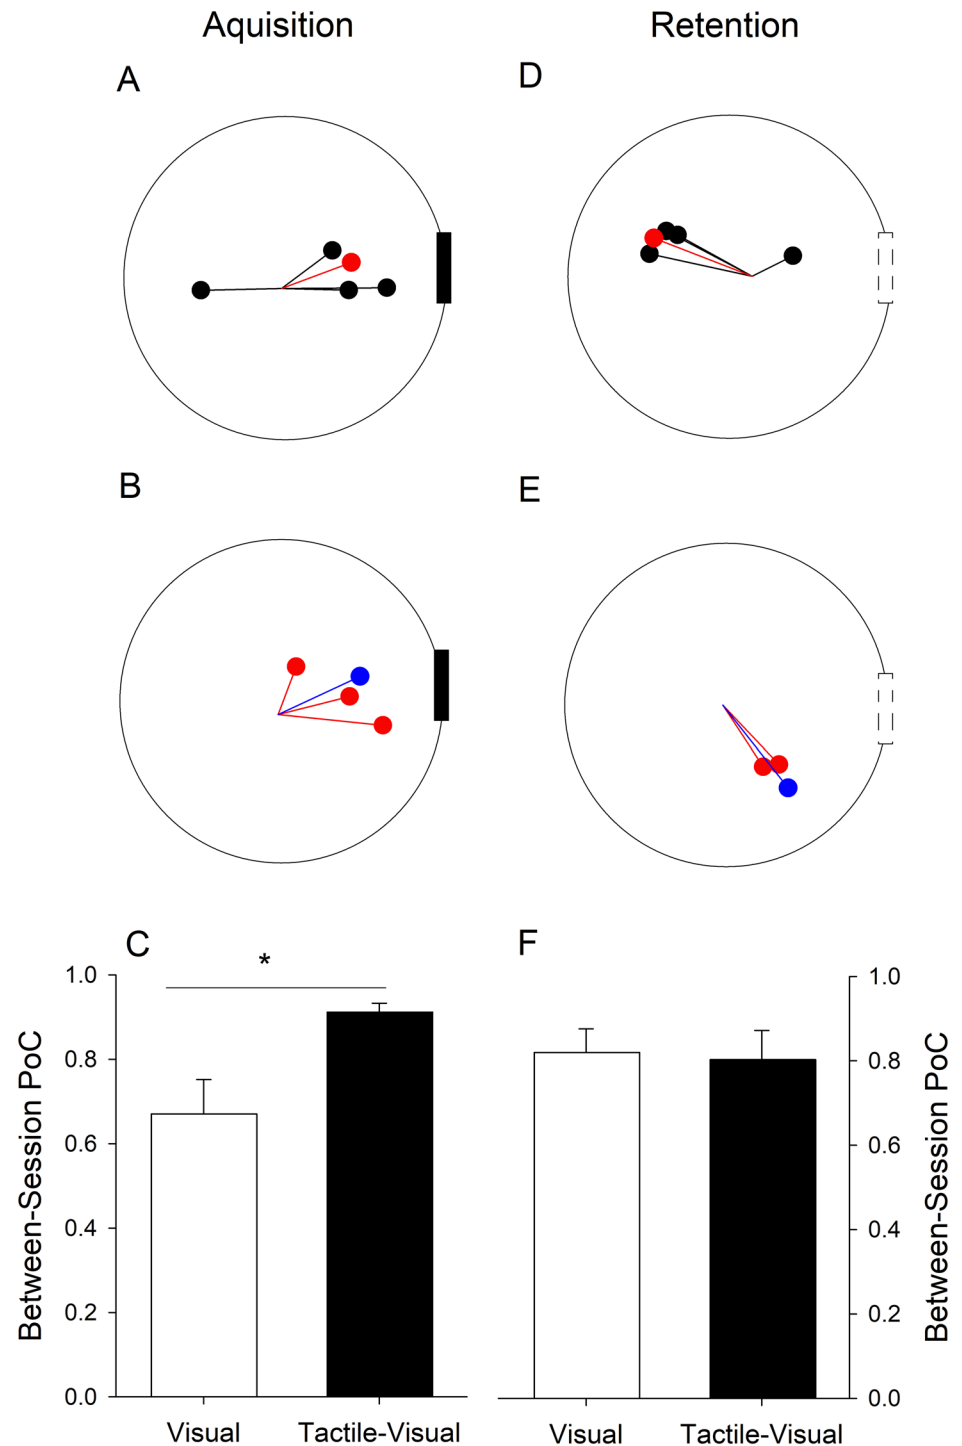 Aquisition
Retention
A
D
B
E
C
F
*
1.0
0.8
0.6
0.4
0.2
0.0
Between-Session PoC
Visual
Tactile-Visual
1.0
0.8
0.6
0.4
0.2
0.0
Between-Session PoC
Visual
Tactile-Visual